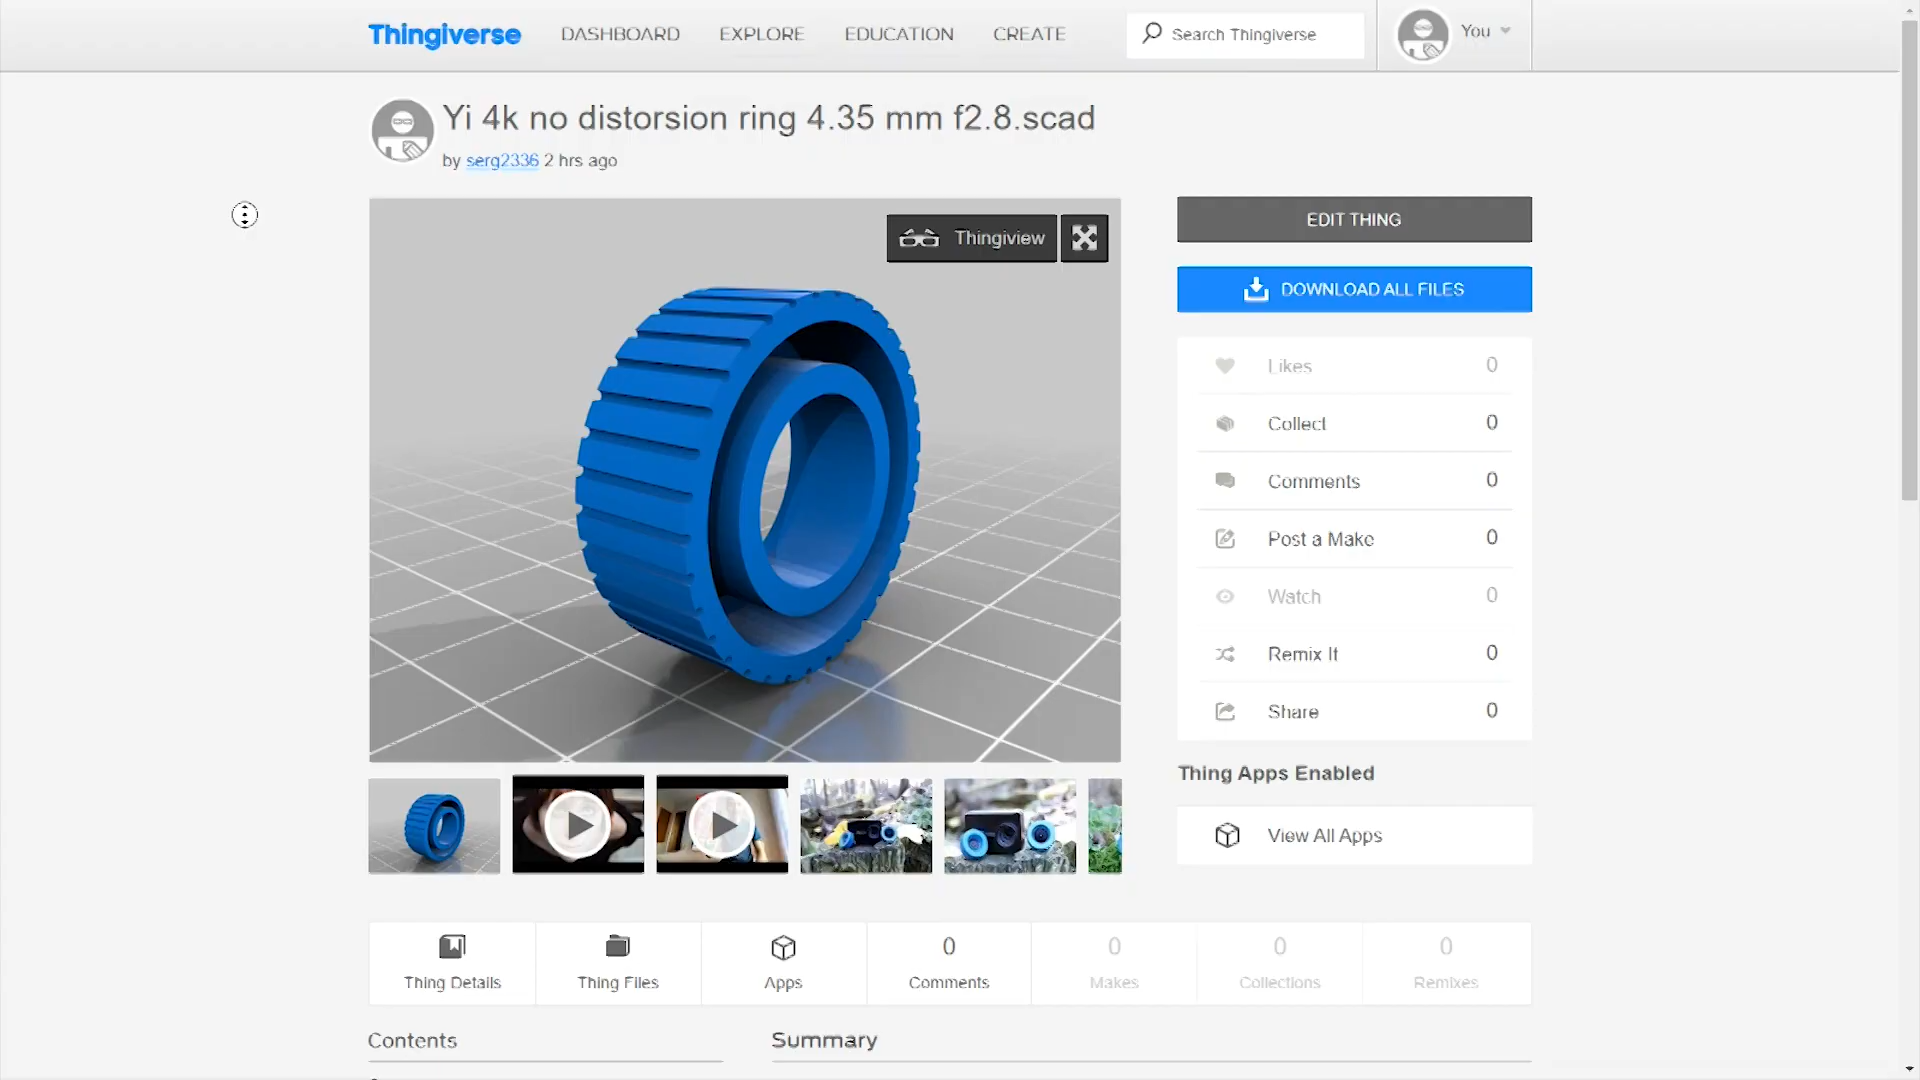 Thingiverse DASHBOARD EXPLORE EDUCATION CREATE Search Thingiverse You
Yi 4k no distorsion ring 4.35 mm f2.8.scad
by serg2336 2 hrs ago
Thingiview
EDIT THING
DOWNLOAD ALL FILES
Likes 0
Collect 0
Comments 0
Post a Make 0
Watch 0
Remix It 0
Share 0
Thing Apps Enabled
View All Apps
Thing Details
Thing Files
Apps
0 Comments
0 Makes
0 Collections
0 Remixes
Contents
Summary